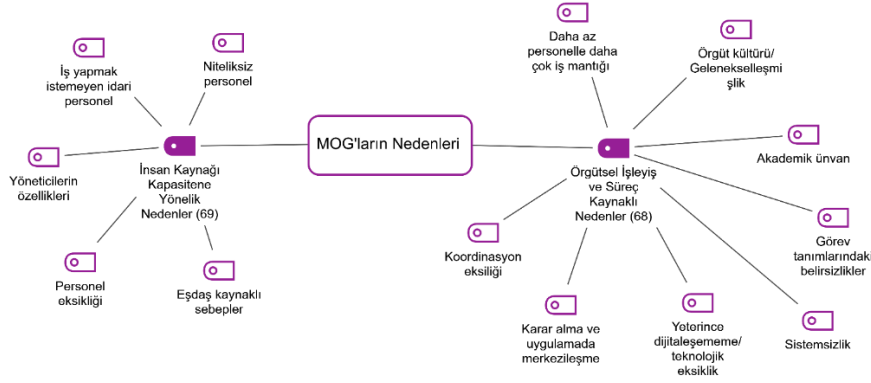 MOG'ların Nedenleri
İş yapmak
istemeyen idari
personel
Niteliksiz
personel
Yöneticilerin
özellikleri
İnsan Kaynağı
Kapasitene
Yönelik
Nedenler (69)
Personel
eksikliği
Eşdaş kaynaklı
sebepler
Daha az
personelle daha
çok iş mantığı
Örgüt kültürü/
Gelenekselleşmi
şlik
Akademik ünvan
Örgütsel İşleyiş
ve Süreç
Kaynaklı
Nedenler (68)
Görev
tanımlarındaki
belirsizlikler
Koordinasyon
eksiliği
Karar alma ve
uygulamada
merkezileşme
Yeterince
dijitaleşememe/
teknolojik
eksiklik
Sistemsizlik